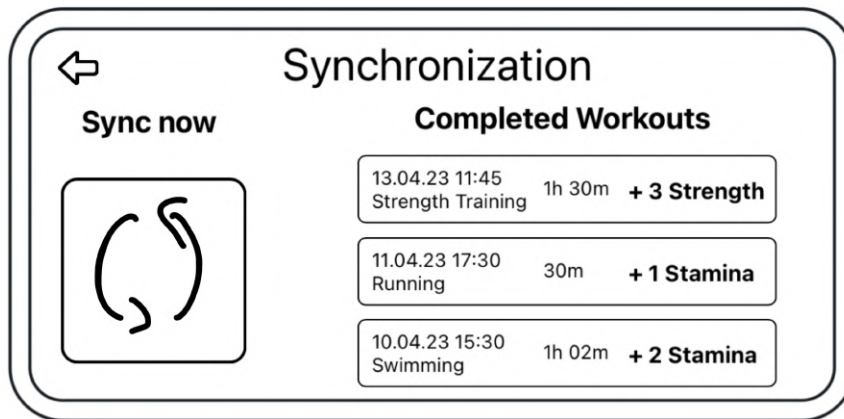 Synchronization
Sync now
Completed Workouts
13.04.23 11:45
Strength Training
1h 30m
+ 3 Strength
11.04.23 17:30
Running
30m
+ 1 Stamina
10.04.23 15:30
Swimming
1h 02m
+ 2 Stamina